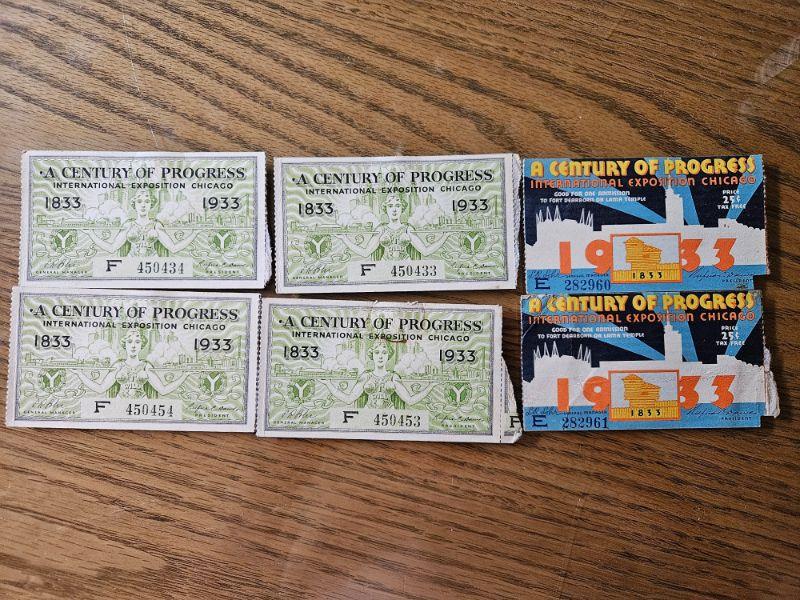 ·A CENTURY OF PROGRESS·
INTERNATIONAL EXPOSITION CHICAGO
1833 1933
F 450434
GENERAL MANAGER PRESIDENT
·A CENTURY OF PROGRESS·
INTERNATIONAL EXPOSITION CHICAGO
1833 1933
F 450433
GENERAL MANAGER PRESIDENT
A CENTURY OF PROGRESS
INTERNATIONAL EXPOSITION CHICAGO
GOOD FOR ONE ADMISSION
TO FORT DEARBORN OR LAMA TEMPLE
PRICE
25¢
TAX FREE
1933
1833
GENERAL MANAGER PRESIDENT
E 282960
·A CENTURY OF PROGRESS·
INTERNATIONAL EXPOSITION CHICAGO
1833 1933
F 450454
GENERAL MANAGER PRESIDENT
·A CENTURY OF PROGRESS·
INTERNATIONAL EXPOSITION CHICAGO
1833 1933
F 450453
GENERAL MANAGER PRESIDENT
F
A CENTURY OF PROGRESS
INTERNATIONAL EXPOSITION CHICAGO
GOOD FOR ONE ADMISSION
TO FORT DEARBORN OR LAMA TEMPLE
PRICE
25¢
TAX FREE
1933
1833
GENERAL MANAGER PRESIDENT
E 282961